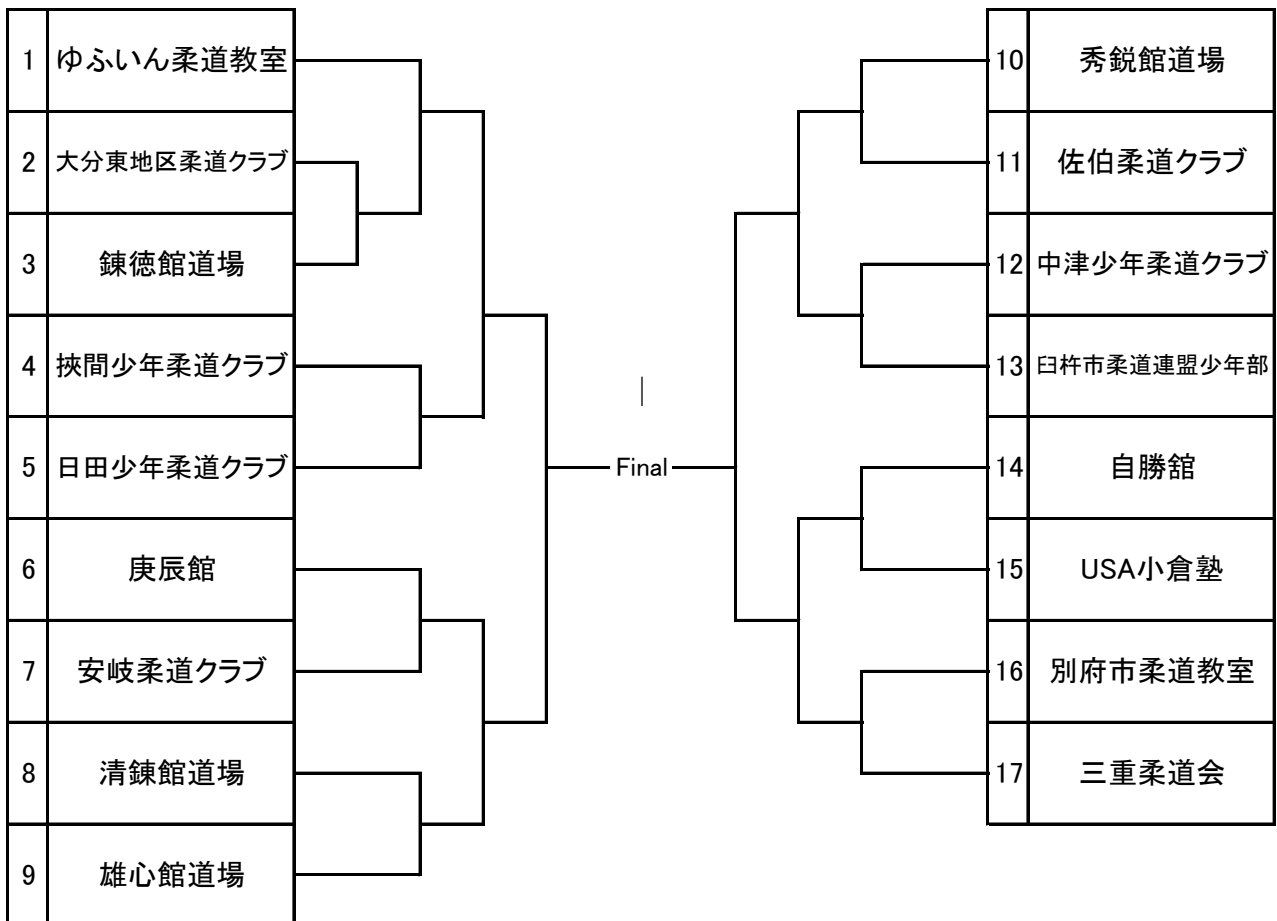 1 ゆふいん柔道教室
2 大分東地区柔道クラブ
3 錬徳館道場
4 挾間少年柔道クラブ
5 日田少年柔道クラブ
6 庚辰館
7 安岐柔道クラブ
8 清錬館道場
9 雄心館道場
Final
10 秀鋭館道場
11 佐伯柔道クラブ
12 中津少年柔道クラブ
13 臼杵市柔道連盟少年部
14 自勝舘
15 USA小倉塾
16 別府市柔道教室
17 三重柔道会